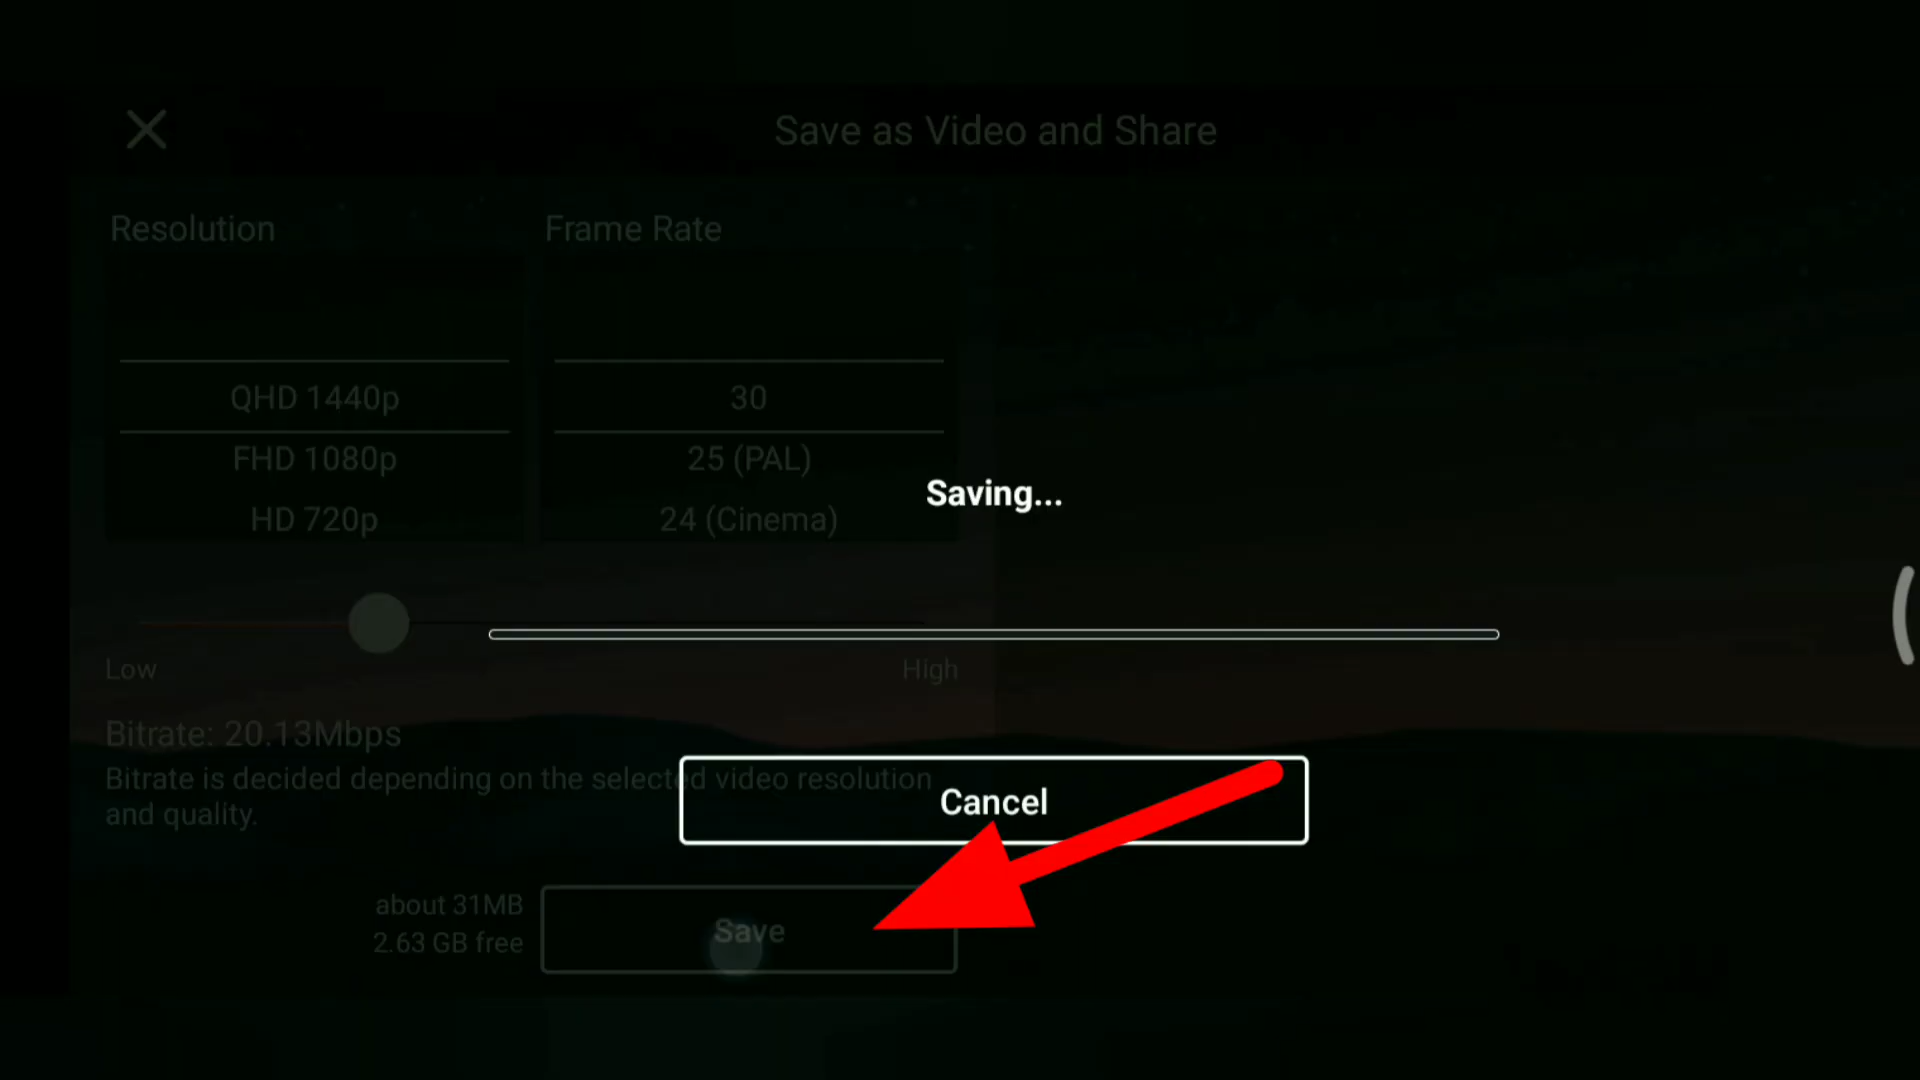 Save as Video and Share
Resolution
Frame Rate
QHD 1440p
30
FHD 1080p
25 (PAL)
HD 720p
24 (Cinema)
Saving...
Low
High
Bitrate: 20.13Mbps
Bitrate is decided depending on the selected video resolution
and quality.
Cancel
about 31MB
2.63 GB free
Save